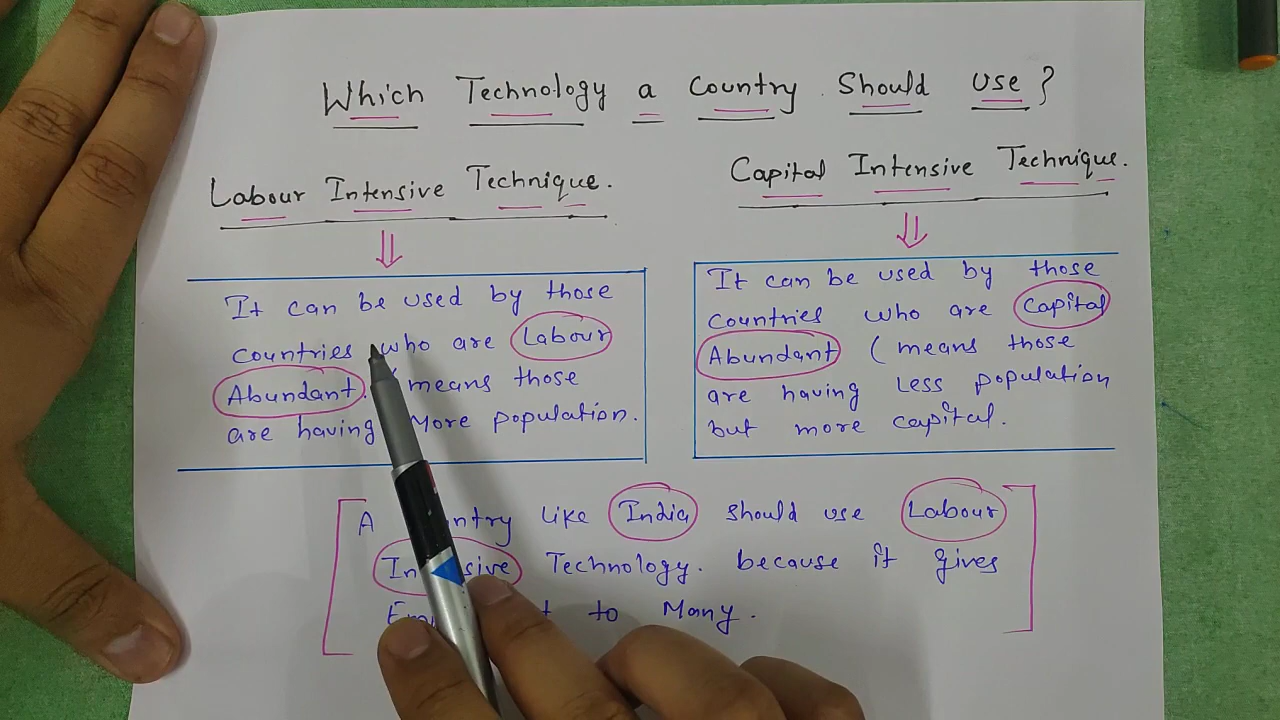 Which Technology a Country Should Use?
Labour Intensive Technique.
⇓
It can be used by those
countries who are Labour
Abundant. (means those
are having More population.
Capital Intensive Technique.
⇓
It can be used by those
countries who are Capital
Abundant (means those
are having Less population
but more capital.
A like India should use Labour
Technology. because it gives
to Many.